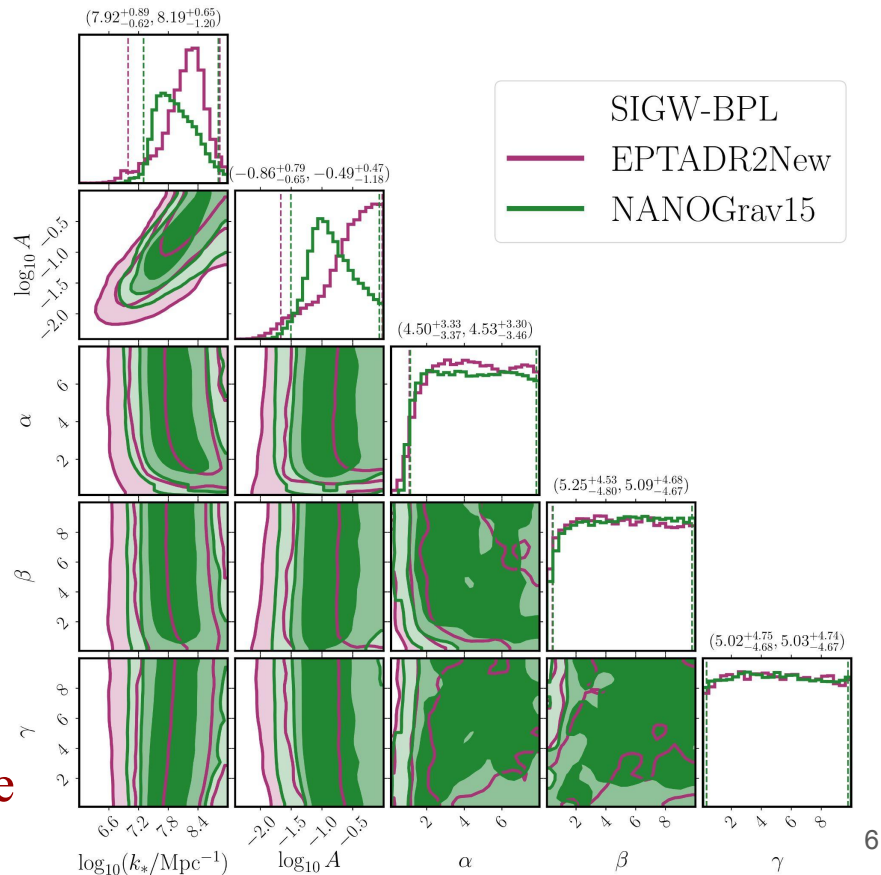 (7.92^{+0.89}_{-0.62}, 8.19^{+0.65}_{-1.20})
SIGW-BPL
EPTADR2New
NANOGrav15
(−0.86^{+0.79}_{-0.65}, −0.49^{+0.47}_{-1.18})
log₁₀ A
−0.5
−1.0
−1.5
−2.0
(4.50^{+3.33}_{-3.37}, 4.53^{+3.30}_{-3.46})
α
6
4
2
(5.25^{+4.53}_{-4.80}, 5.09^{+4.68}_{-4.67})
β
8
6
4
2
(5.02^{+4.75}_{-4.68}, 5.03^{+4.74}_{-4.67})
γ
8
6
4
2
e
6.6 7.2 7.8 8.4 −2.0 −1.5 −1.0 −0.5 2 4 6 2 4 6 8 2 4 6 8
log₁₀(k_*/Mpc⁻¹) log₁₀ A α β γ
6